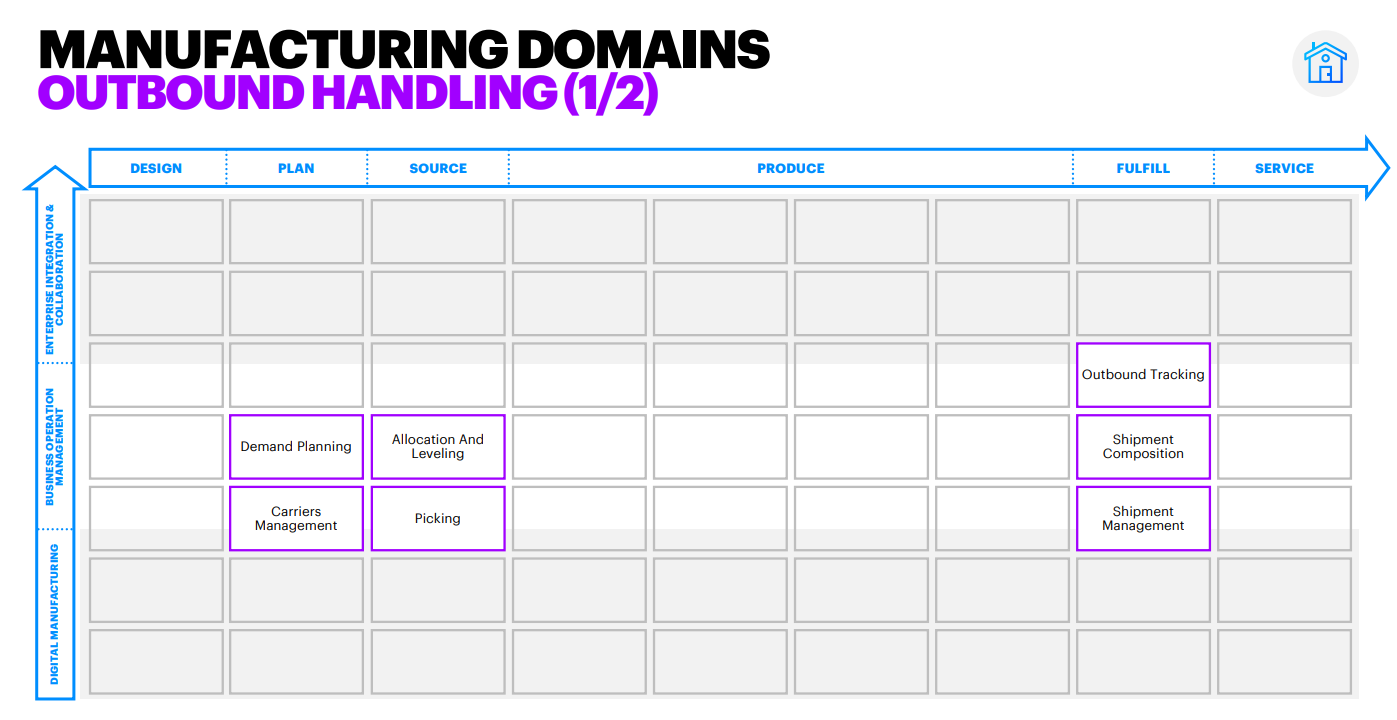 MANUFACTURING DOMAINS
OUTBOUND HANDLING (1/2)
DESIGN
PLAN
SOURCE
PRODUCE
FULFILL
SERVICE
ENTERPRISE INTEGRATION &
COLLABORATION
BUSINESS OPERATION
MANAGEMENT
DIGITAL MANUFACTURING
Outbound Tracking
Demand Planning
Allocation And
Leveling
Shipment
Composition
Carriers
Management
Picking
Shipment
Management